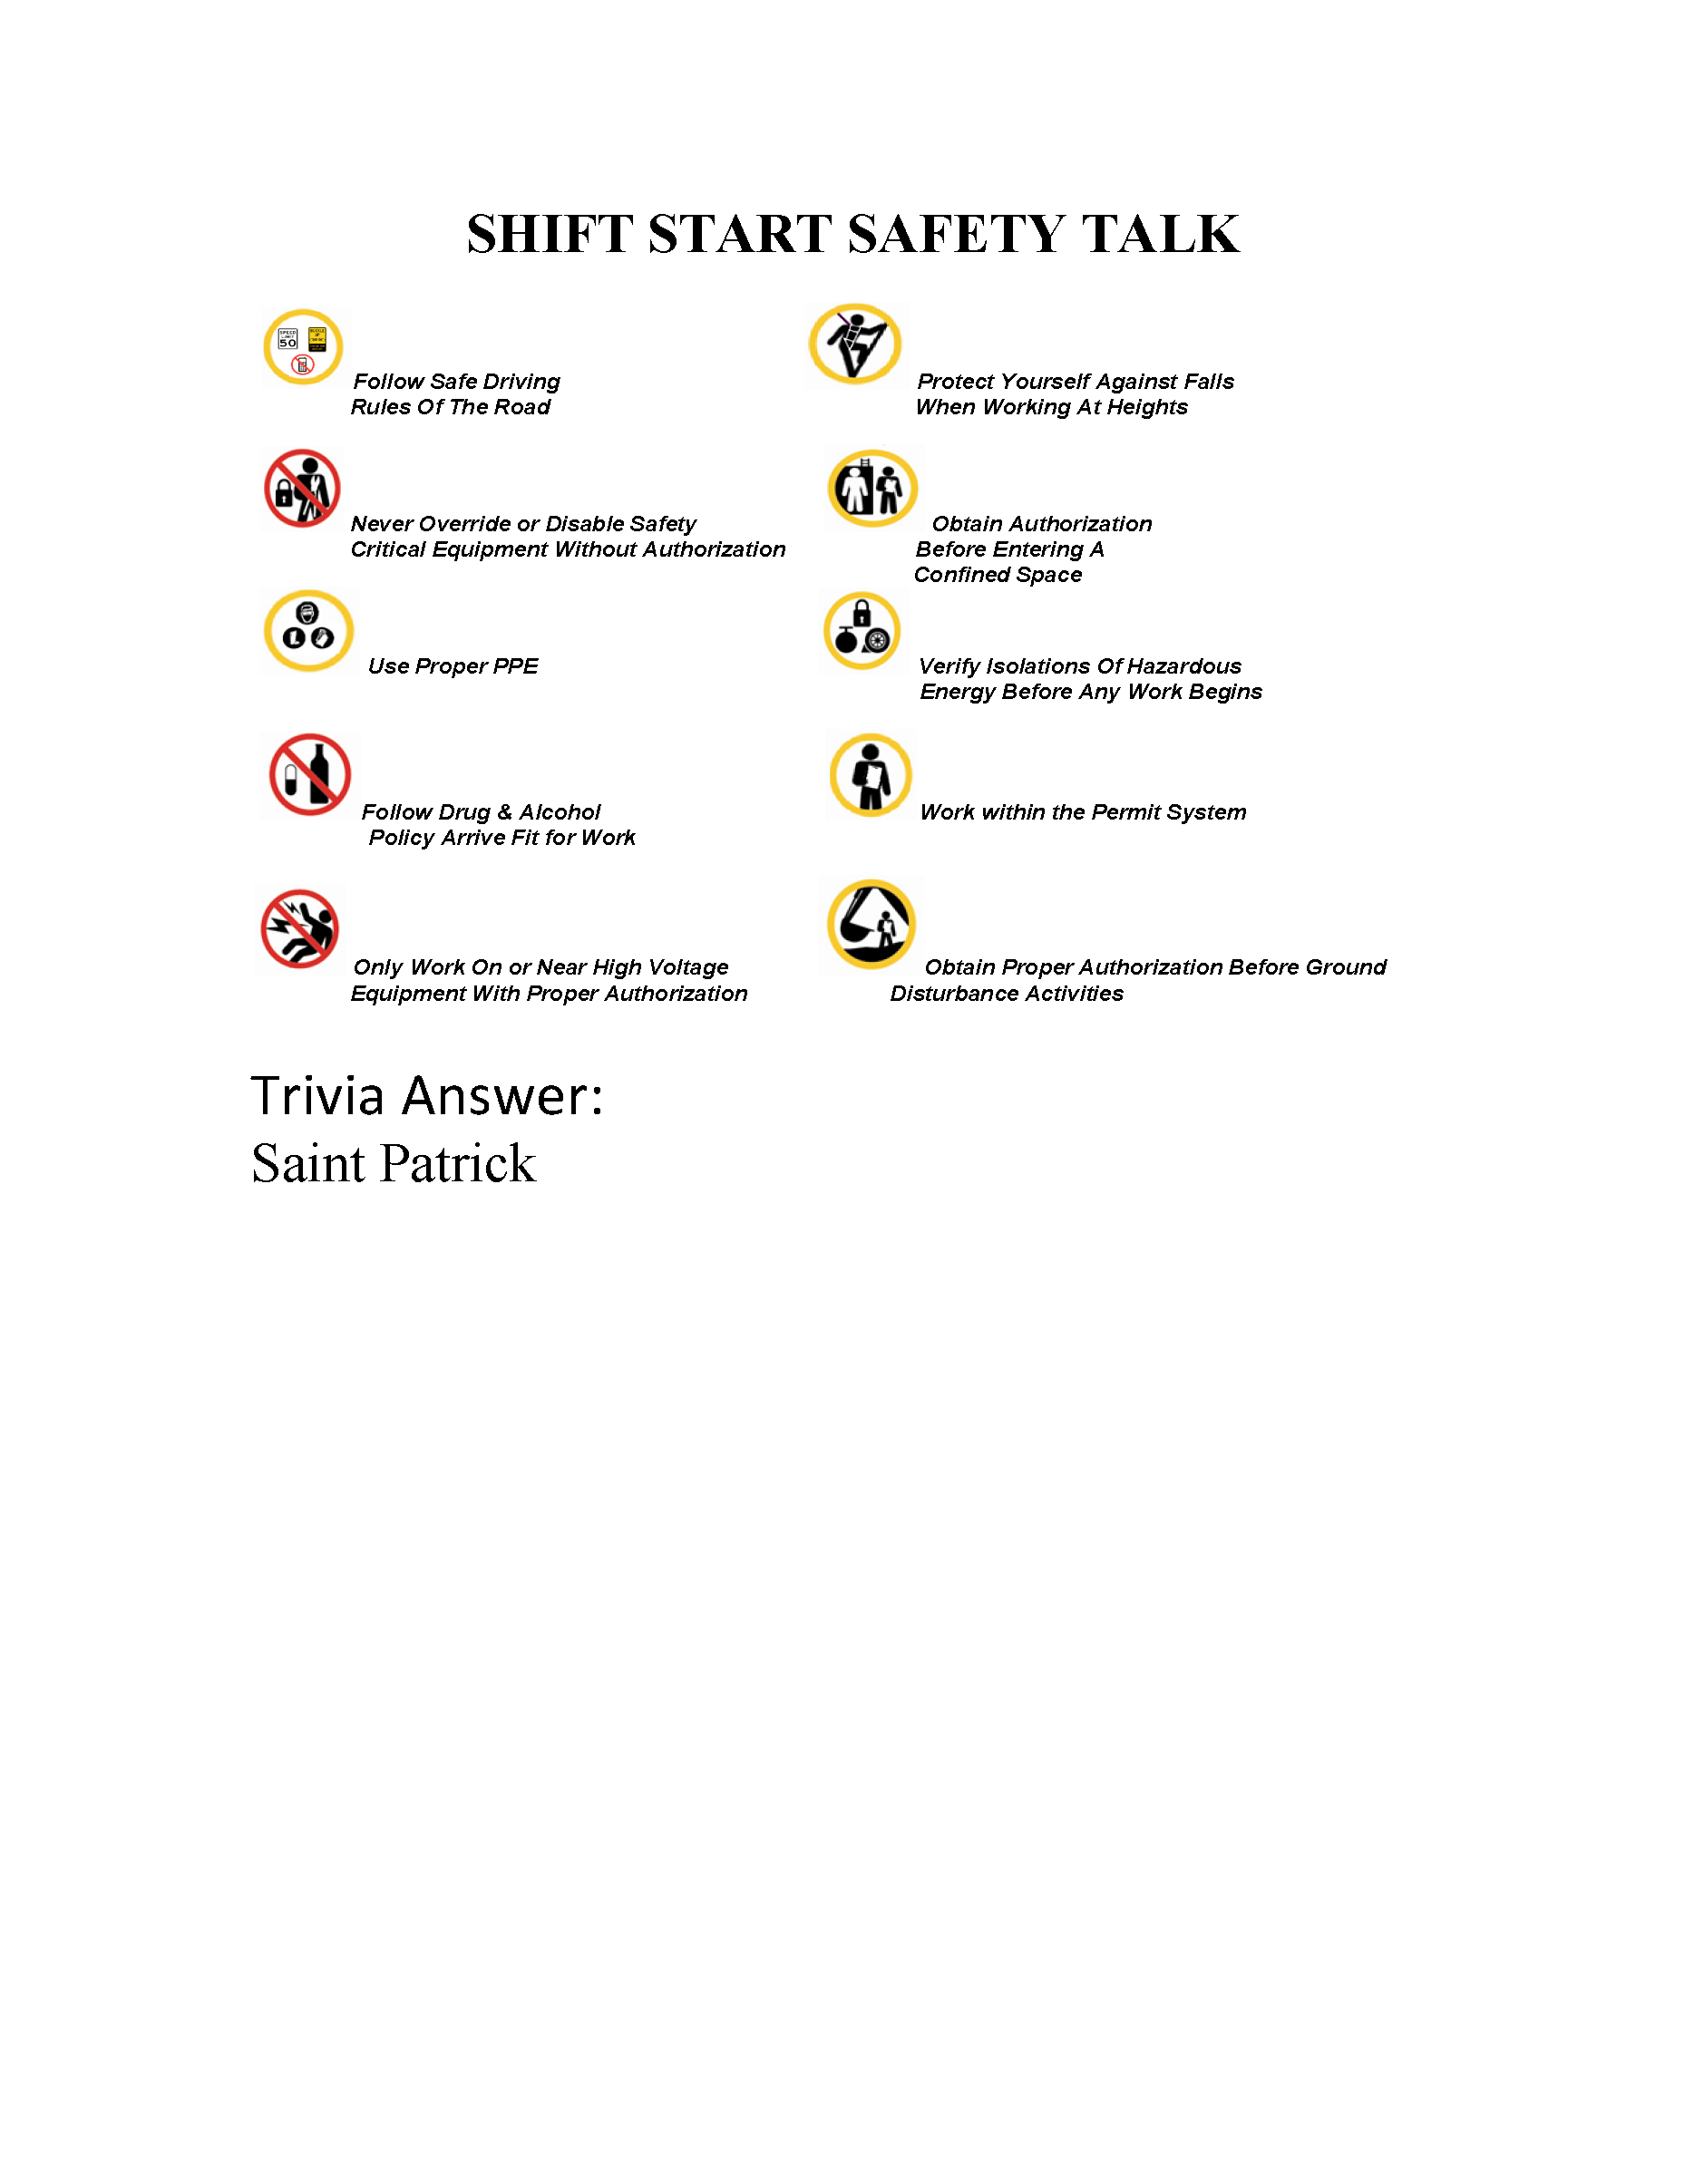 SHIFT START SAFETY TALK
SPEED
LIMIT
50
Follow Safe Driving
Rules Of The Road
Protect Yourself Against Falls
When Working At Heights
Never Override or Disable Safety
Critical Equipment Without Authorization
Obtain Authorization
Before Entering A
Confined Space
Use Proper PPE
Verify Isolations Of Hazardous
Energy Before Any Work Begins
Follow Drug & Alcohol
Policy Arrive Fit for Work
Work within the Permit System
Only Work On or Near High Voltage
Equipment With Proper Authorization
Obtain Proper Authorization Before Ground
Disturbance Activities
Trivia Answer:
Saint Patrick